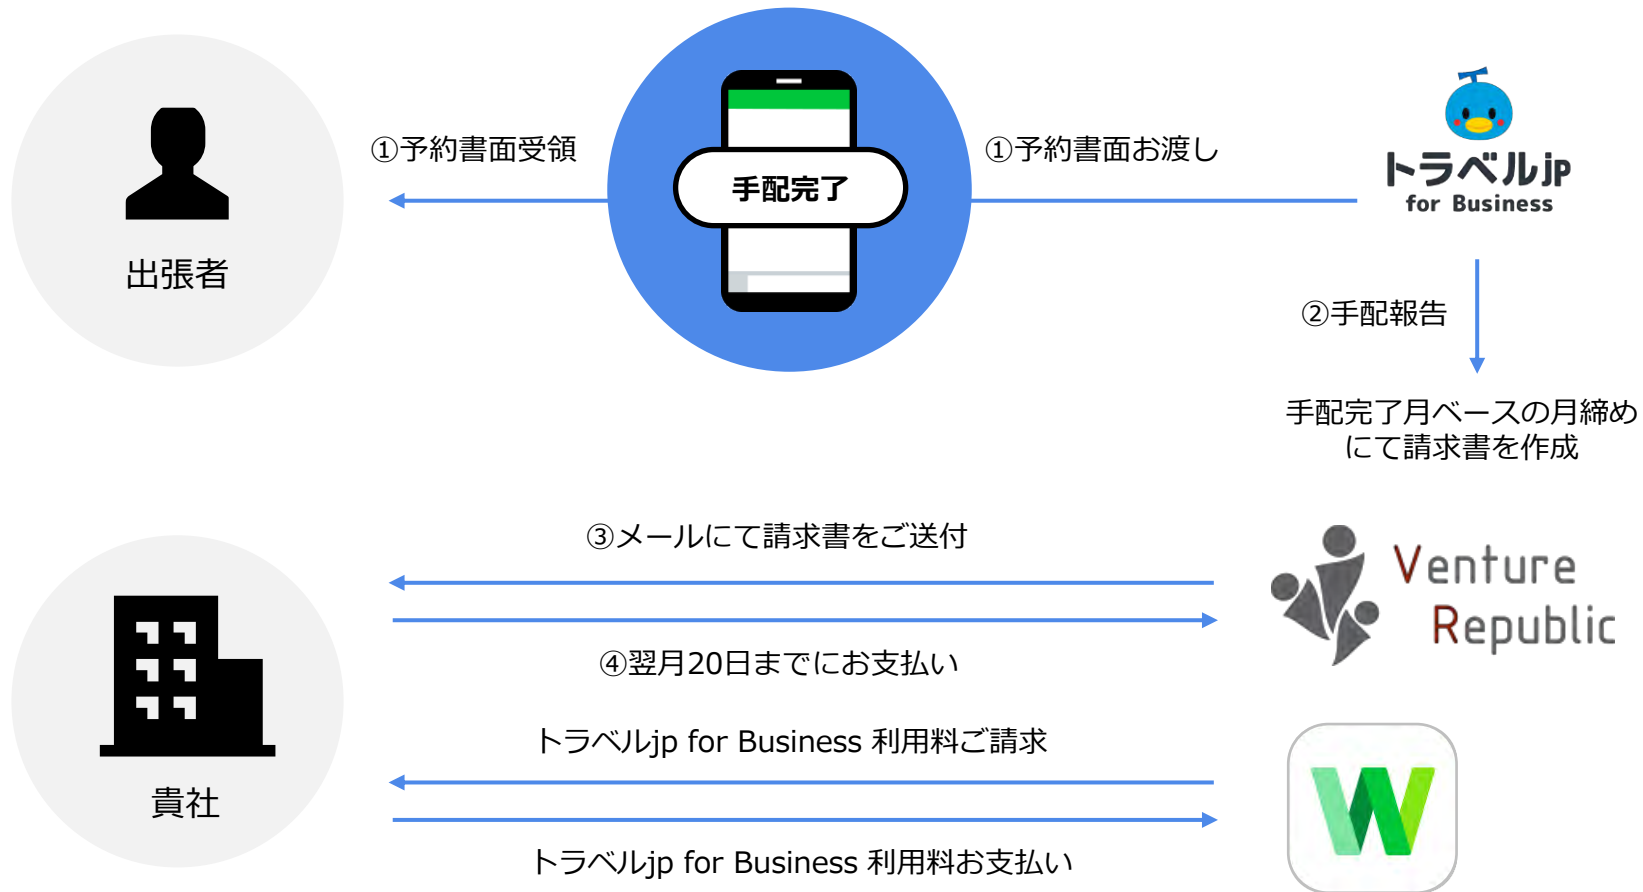 ①予約書面受領
手配完了
①予約書面お渡し
トラベルjp
for Business
出張者
②手配報告
手配完了月ベースの月締め
にて請求書を作成
③メールにて請求書をご送付
Venture
Republic
④翌月20日までにお支払い
トラベルjp for Business 利用料ご請求
貴社
トラベルjp for Business 利用料お支払い